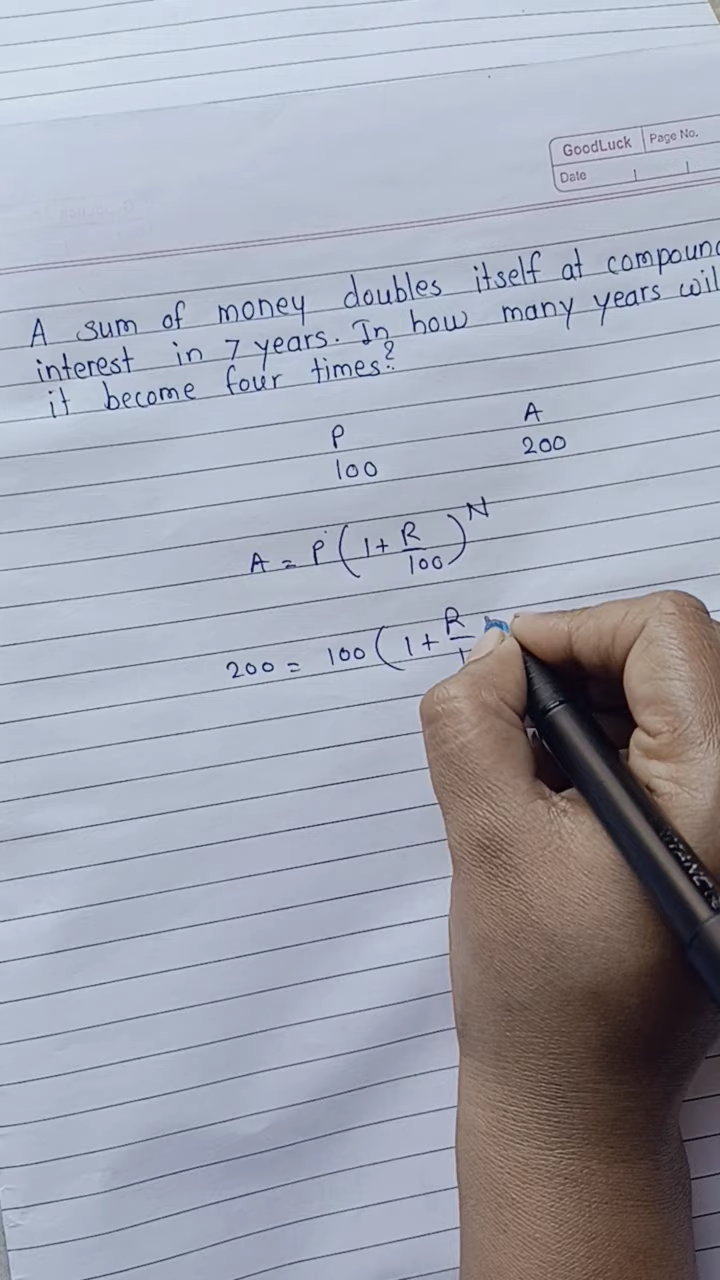 GoodLuck Page No.
Date
A sum of money doubles itself at compound
interest in 7 years. In how many years will
it become four times?
P A
100 200
A = P (1 + R/100)^N
200 = 100 (1 + R